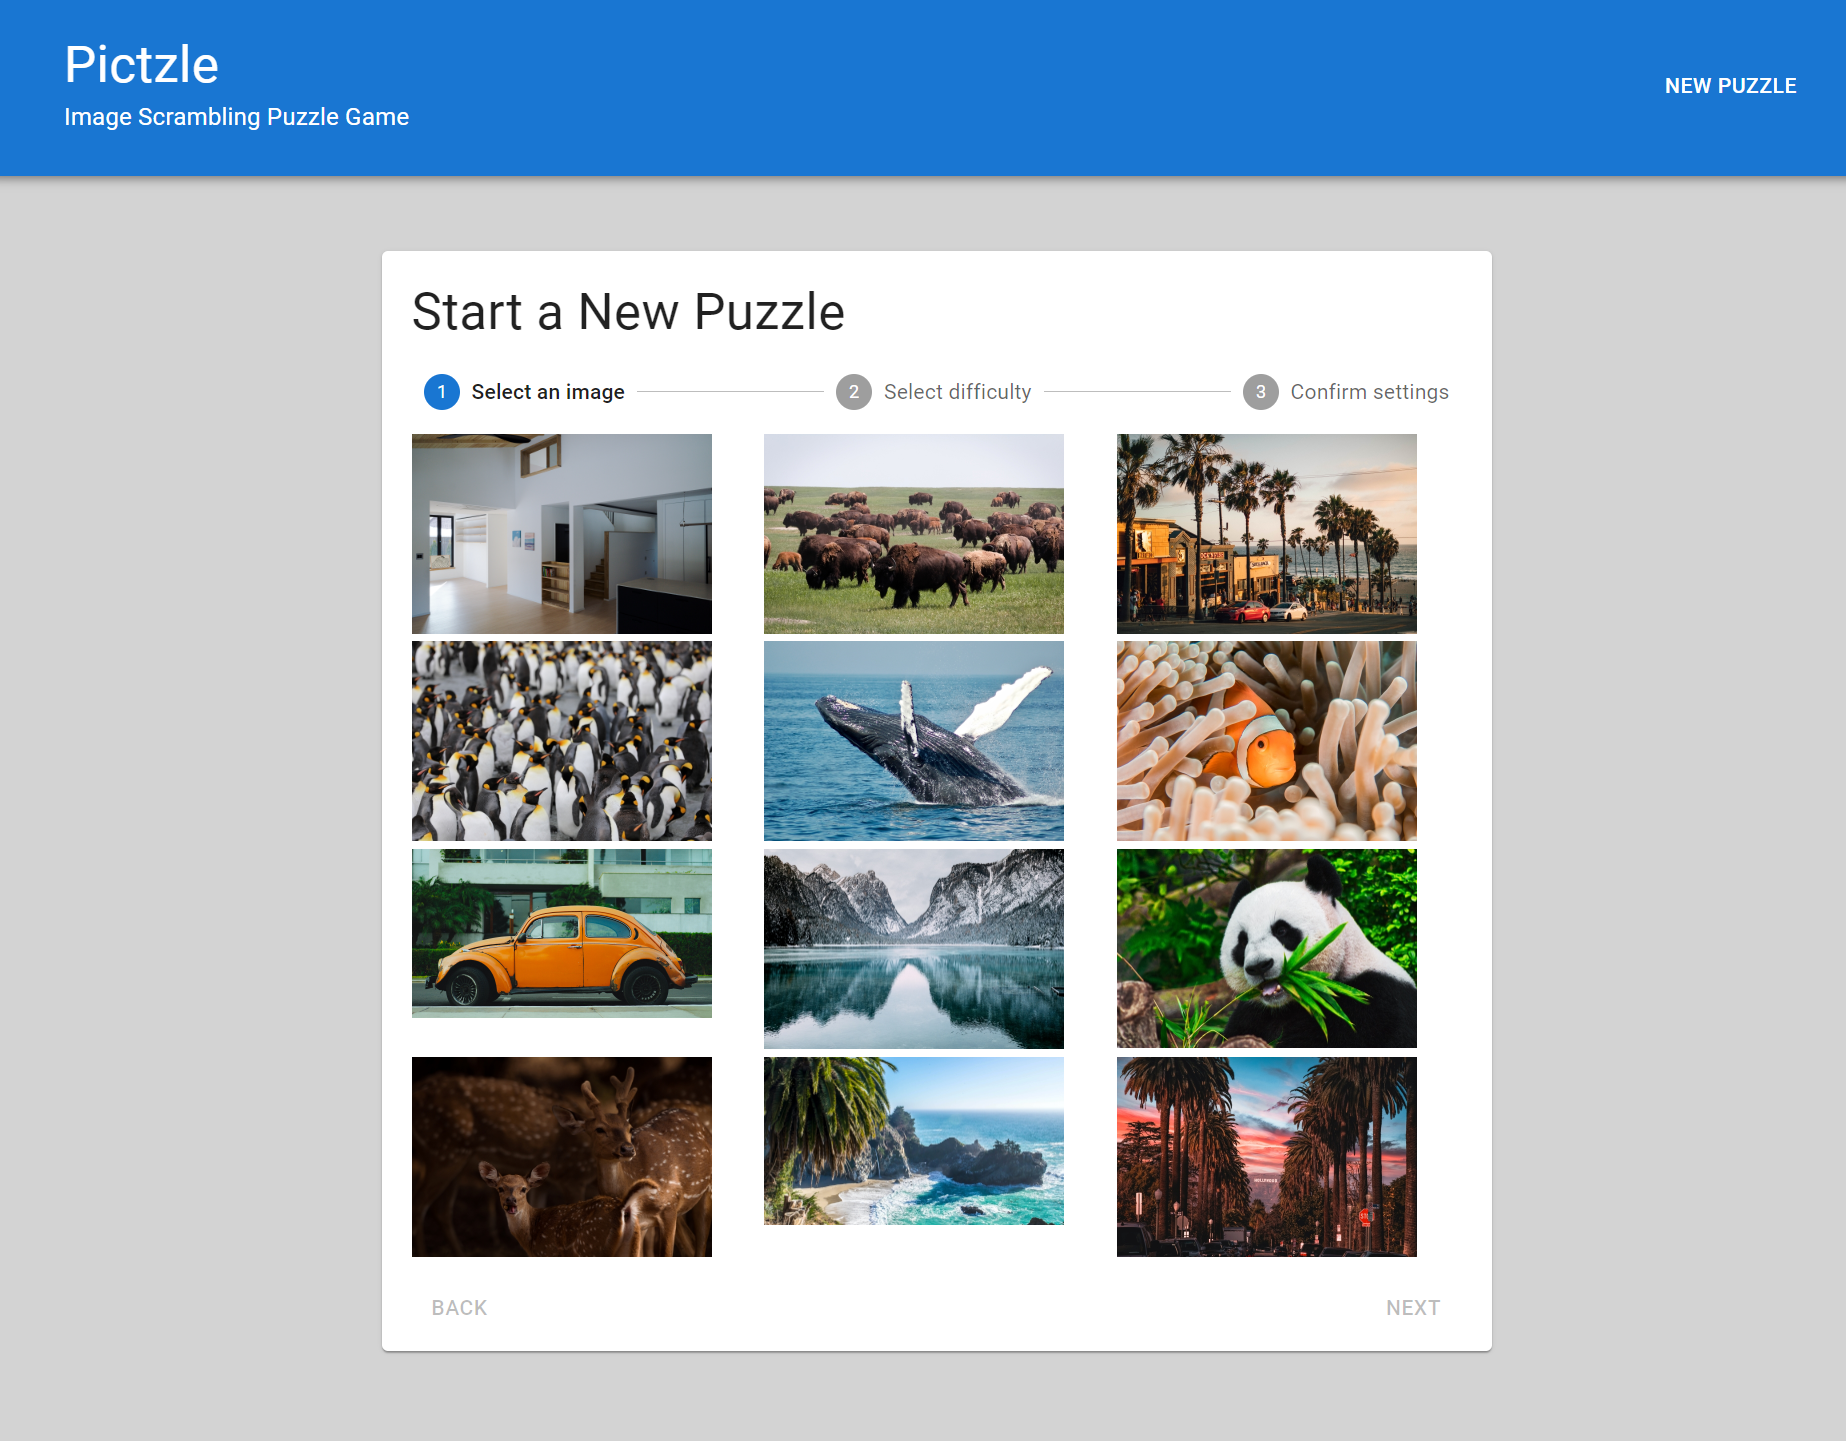 Pictzle
Image Scrambling Puzzle Game
NEW PUZZLE
Start a New Puzzle
1 Select an image
2 Select difficulty
3 Confirm settings
BACK
NEXT